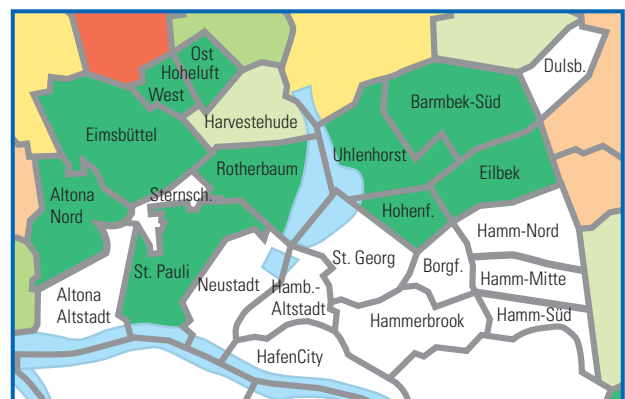 Ost
Hoheluft
West
Dulsb.
Barmbek-Süd
Harvestehude
Eimsbüttel
Uhlenhorst
Rotherbaum
Eilbek
Altona
Nord
Sternsch.
Hohenf.
Hamm-Nord
St. Georg
Borgf.
St. Pauli
Neustadt
Hamm-Mitte
Hamb.-
Altstadt
Altona
Altstadt
Hammerbrook
Hamm-Süd
HafenCity